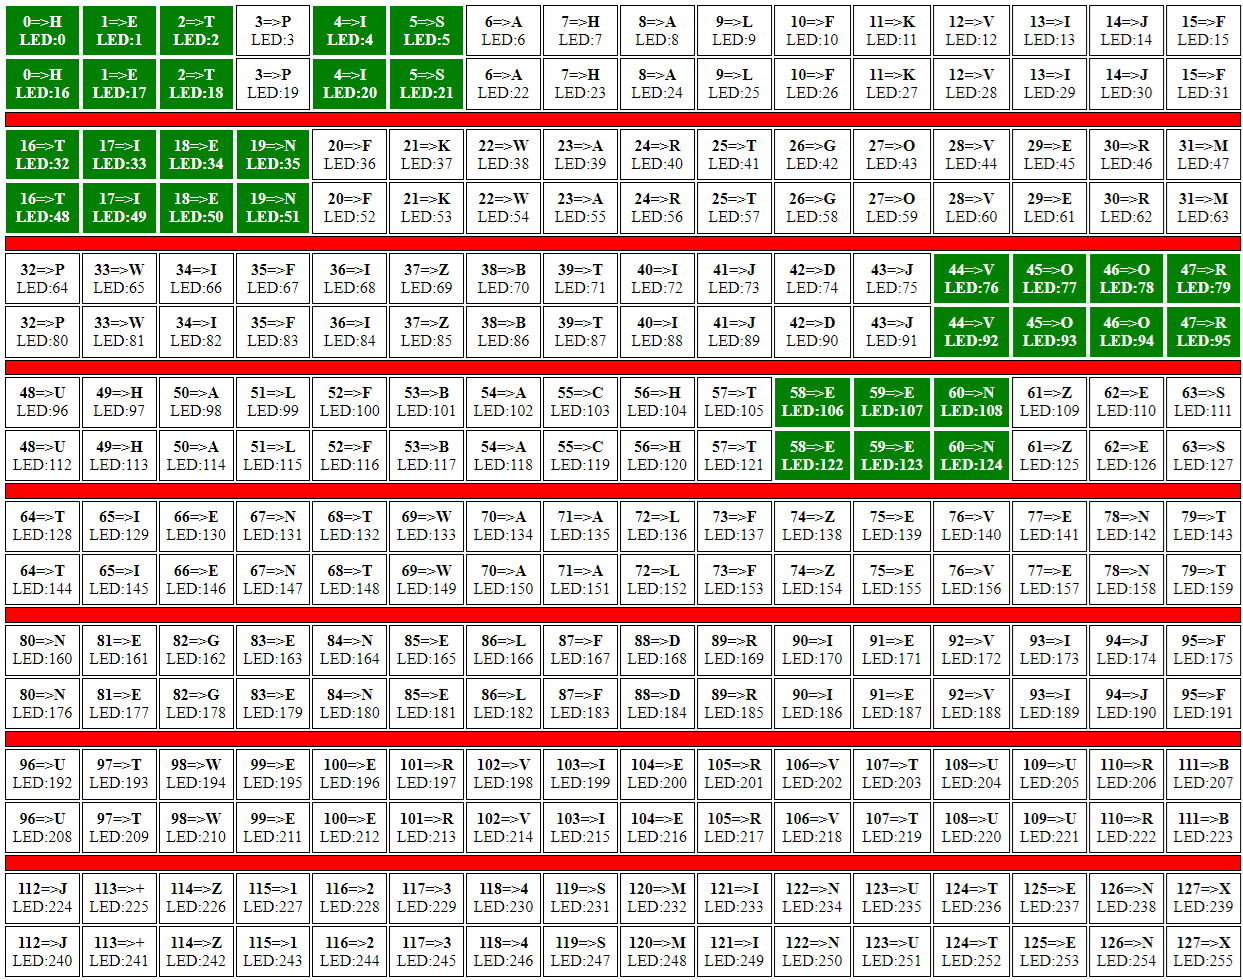 0=>H 1=>E 2=>T 3=>P 4=>I 5=>S 6=>A 7=>H 8=>A 9=>L 10=>F 11=>K 12=>V 13=>I 14=>J 15=>F
LED:0 LED:1 LED:2 LED:3 LED:4 LED:5 LED:6 LED:7 LED:8 LED:9 LED:10 LED:11 LED:12 LED:13 LED:14 LED:15
0=>H 1=>E 2=>T 3=>P 4=>I 5=>S 6=>A 7=>H 8=>A 9=>L 10=>F 11=>K 12=>V 13=>I 14=>J 15=>F
LED:16 LED:17 LED:18 LED:19 LED:20 LED:21 LED:22 LED:23 LED:24 LED:25 LED:26 LED:27 LED:28 LED:29 LED:30 LED:31
16=>T 17=>I 18=>E 19=>N 20=>F 21=>K 22=>W 23=>A 24=>R 25=>T 26=>G 27=>O 28=>V 29=>E 30=>R 31=>M
LED:32 LED:33 LED:34 LED:35 LED:36 LED:37 LED:38 LED:39 LED:40 LED:41 LED:42 LED:43 LED:44 LED:45 LED:46 LED:47
16=>T 17=>I 18=>E 19=>N 20=>F 21=>K 22=>W 23=>A 24=>R 25=>T 26=>G 27=>O 28=>V 29=>E 30=>R 31=>M
LED:48 LED:49 LED:50 LED:51 LED:52 LED:53 LED:54 LED:55 LED:56 LED:57 LED:58 LED:59 LED:60 LED:61 LED:62 LED:63
32=>P 33=>W 34=>I 35=>F 36=>I 37=>Z 38=>B 39=>T 40=>I 41=>J 42=>D 43=>J 44=>V 45=>O 46=>O 47=>R
LED:64 LED:65 LED:66 LED:67 LED:68 LED:69 LED:70 LED:71 LED:72 LED:73 LED:74 LED:75 LED:76 LED:77 LED:78 LED:79
32=>P 33=>W 34=>I 35=>F 36=>I 37=>Z 38=>B 39=>T 40=>I 41=>J 42=>D 43=>J 44=>V 45=>O 46=>O 47=>R
LED:80 LED:81 LED:82 LED:83 LED:84 LED:85 LED:86 LED:87 LED:88 LED:89 LED:90 LED:91 LED:92 LED:93 LED:94 LED:95
48=>U 49=>H 50=>A 51=>L 52=>F 53=>B 54=>A 55=>C 56=>H 57=>T 58=>E 59=>E 60=>N 61=>Z 62=>E 63=>S
LED:96 LED:97 LED:98 LED:99 LED:100 LED:101 LED:102 LED:103 LED:104 LED:105 LED:106 LED:107 LED:108 LED:109 LED:110 LED:111
48=>U 49=>H 50=>A 51=>L 52=>F 53=>B 54=>A 55=>C 56=>H 57=>T 58=>E 59=>E 60=>N 61=>Z 62=>E 63=>S
LED:112 LED:113 LED:114 LED:115 LED:116 LED:117 LED:118 LED:119 LED:120 LED:121 LED:122 LED:123 LED:124 LED:125 LED:126 LED:127
64=>T 65=>I 66=>E 67=>N 68=>T 69=>W 70=>A 71=>A 72=>L 73=>F 74=>Z 75=>E 76=>V 77=>E 78=>N 79=>T
LED:128 LED:129 LED:130 LED:131 LED:132 LED:133 LED:134 LED:135 LED:136 LED:137 LED:138 LED:139 LED:140 LED:141 LED:142 LED:143
64=>T 65=>I 66=>E 67=>N 68=>T 69=>W 70=>A 71=>A 72=>L 73=>F 74=>Z 75=>E 76=>V 77=>E 78=>N 79=>T
LED:144 LED:145 LED:146 LED:147 LED:148 LED:149 LED:150 LED:151 LED:152 LED:153 LED:154 LED:155 LED:156 LED:157 LED:158 LED:159
80=>N 81=>E 82=>G 83=>E 84=>N 85=>E 86=>L 87=>F 88=>D 89=>R 90=>I 91=>E 92=>V 93=>I 94=>J 95=>F
LED:160 LED:161 LED:162 LED:163 LED:164 LED:165 LED:166 LED:167 LED:168 LED:169 LED:170 LED:171 LED:172 LED:173 LED:174 LED:175
80=>N 81=>E 82=>G 83=>E 84=>N 85=>E 86=>L 87=>F 88=>D 89=>R 90=>I 91=>E 92=>V 93=>I 94=>J 95=>F
LED:176 LED:177 LED:178 LED:179 LED:180 LED:181 LED:182 LED:183 LED:184 LED:185 LED:186 LED:187 LED:188 LED:189 LED:190 LED:191
96=>U 97=>T 98=>W 99=>E 100=>E 101=>R 102=>V 103=>I 104=>E 105=>R 106=>V 107=>T 108=>U 109=>U 110=>R 111=>B
LED:192 LED:193 LED:194 LED:195 LED:196 LED:197 LED:198 LED:199 LED:200 LED:201 LED:202 LED:203 LED:204 LED:205 LED:206 LED:207
96=>U 97=>T 98=>W 99=>E 100=>E 101=>R 102=>V 103=>I 104=>E 105=>R 106=>V 107=>T 108=>U 109=>U 110=>R 111=>B
LED:208 LED:209 LED:210 LED:211 LED:212 LED:213 LED:214 LED:215 LED:216 LED:217 LED:218 LED:219 LED:220 LED:221 LED:222 LED:223
112=>J 113=>+ 114=>Z 115=>1 116=>2 117=>3 118=>4 119=>S 120=>M 121=>I 122=>N 123=>U 124=>T 125=>E 126=>N 127=>X
LED:224 LED:225 LED:226 LED:227 LED:228 LED:229 LED:230 LED:231 LED:232 LED:233 LED:234 LED:235 LED:236 LED:237 LED:238 LED:239
112=>J 113=>+ 114=>Z 115=>1 116=>2 117=>3 118=>4 119=>S 120=>M 121=>I 122=>N 123=>U 124=>T 125=>E 126=>N 127=>X
LED:240 LED:241 LED:242 LED:243 LED:244 LED:245 LED:246 LED:247 LED:248 LED:249 LED:250 LED:251 LED:252 LED:253 LED:254 LED:255